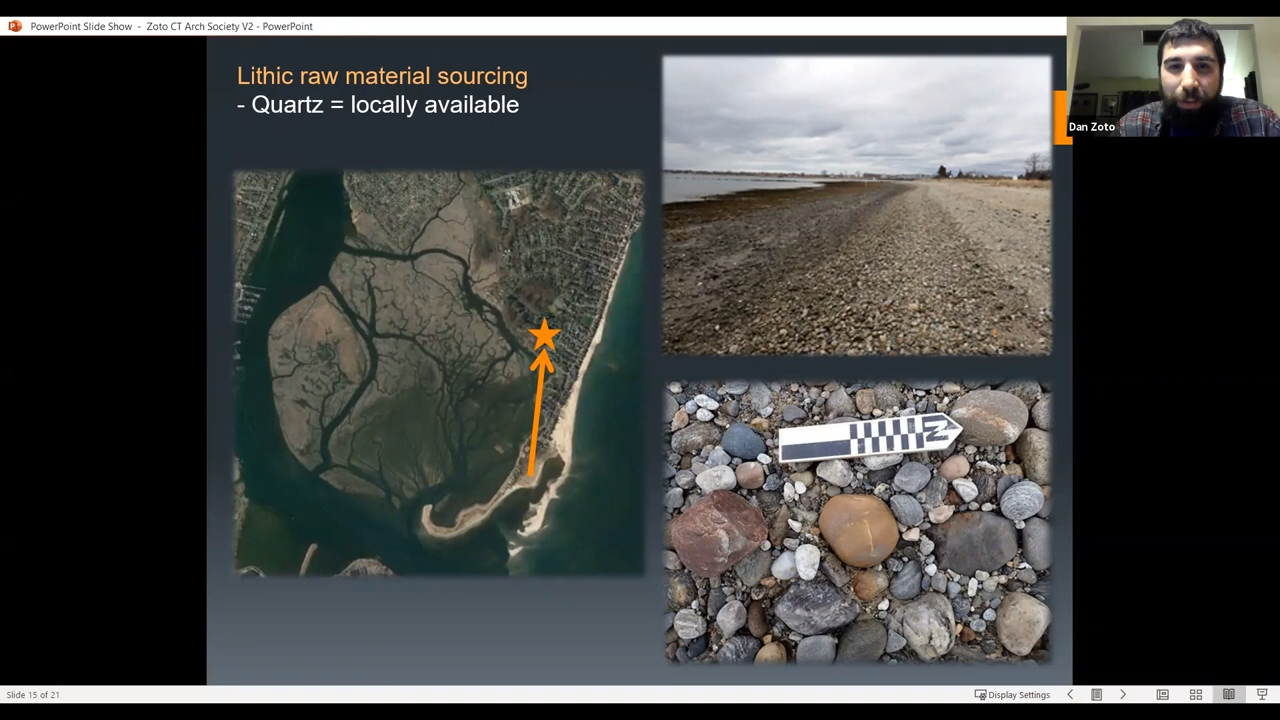 PowerPoint Slide Show - Zoto CT Arch Society V2 - PowerPoint
Lithic raw material sourcing
- Quartz = locally available
Dan Zoto
N
Slide 15 of 21
Display Settings